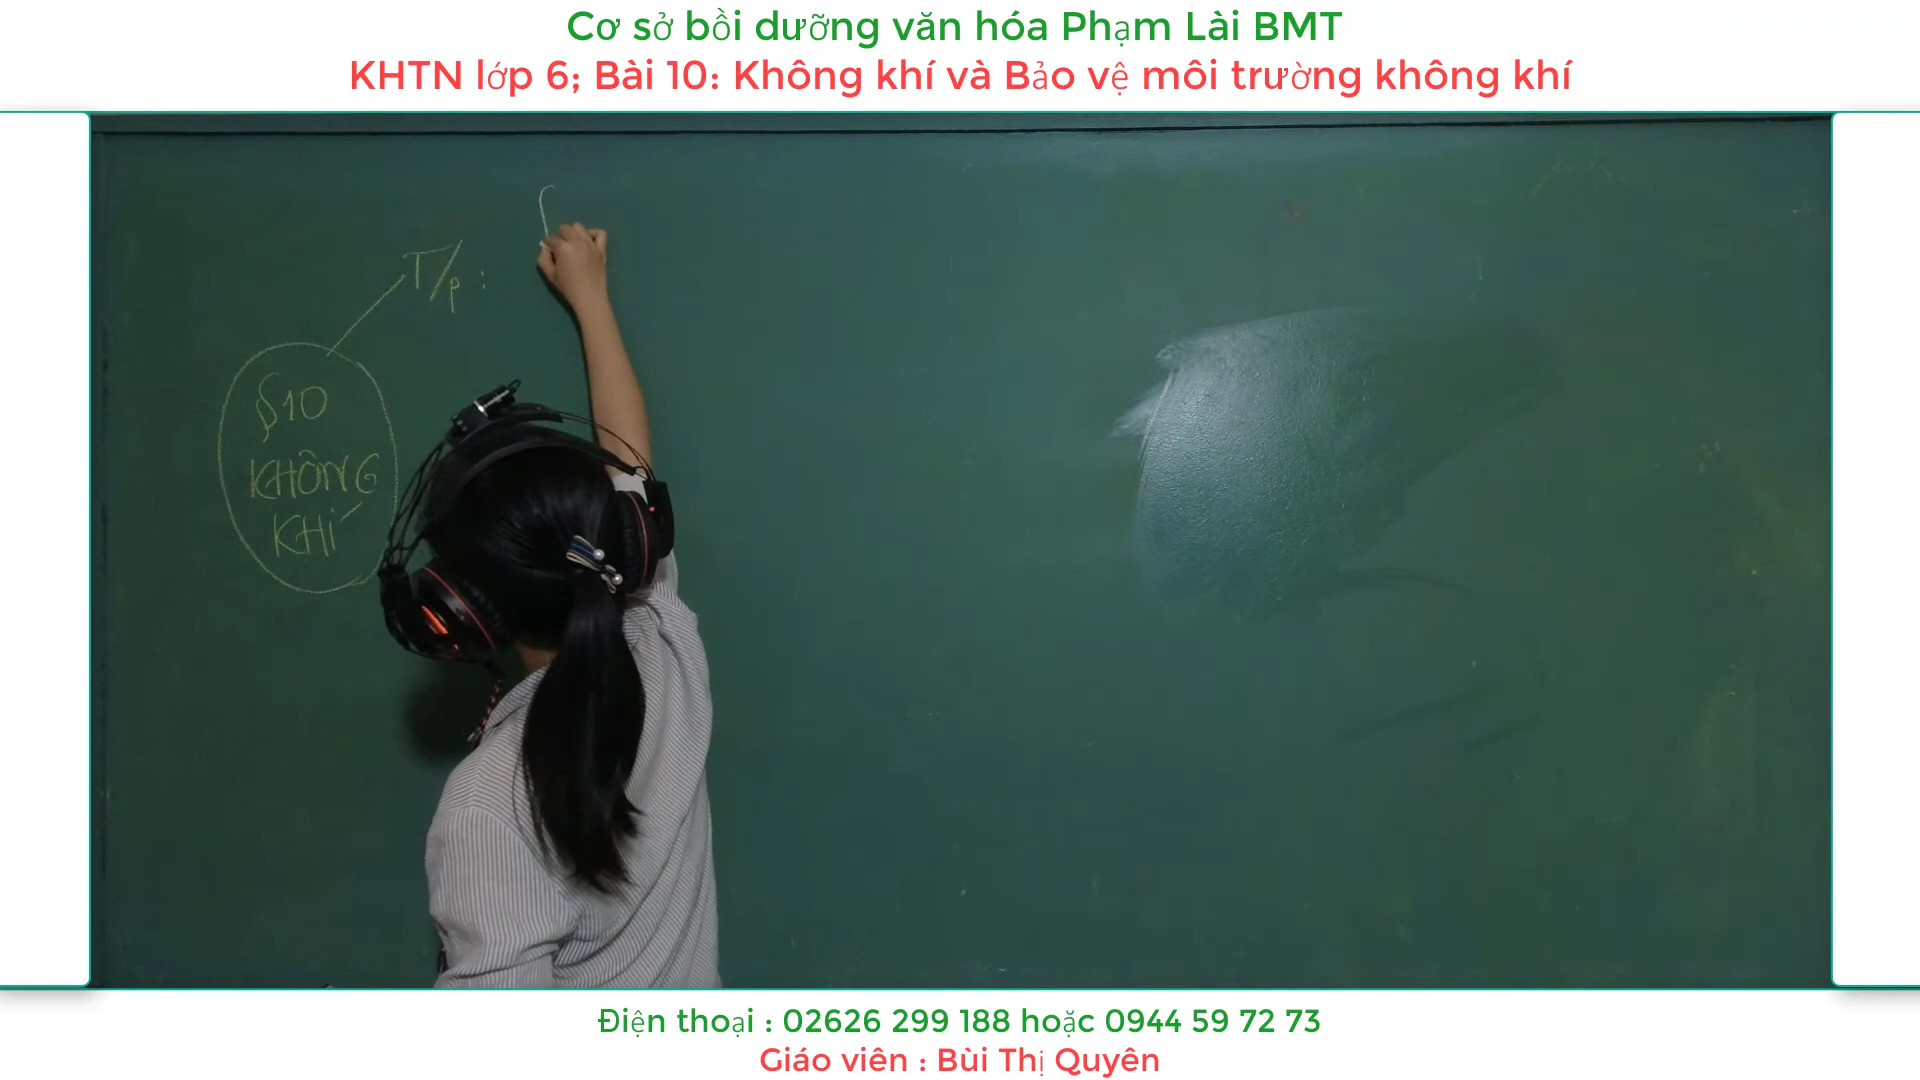 Cơ sở bồi dưỡng văn hóa Phạm Lài BMT
KHTN lớp 6; Bài 10: Không khí và Bảo vệ môi trường không khí
T/p :
§10
KHÔNG
KHÍ
Điện thoại : 02626 299 188 hoặc 0944 59 72 73
Giáo viên : Bùi Thị Quyên